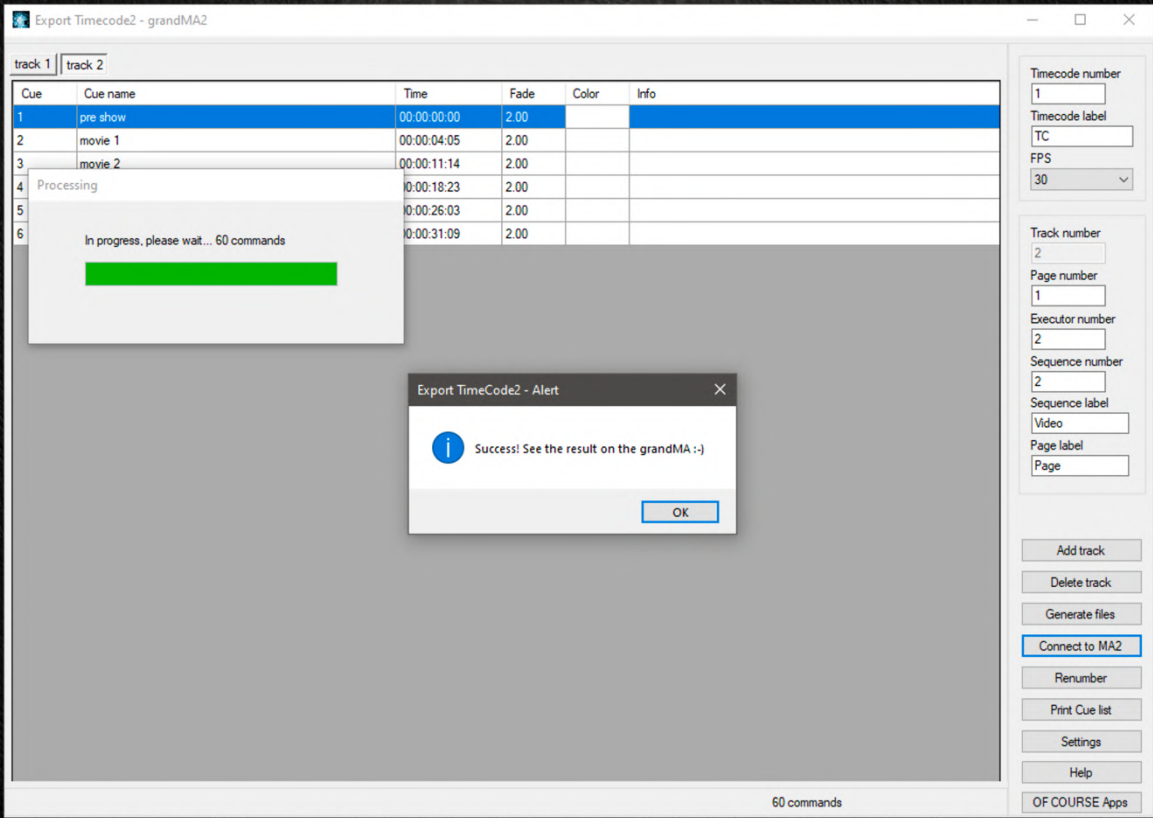 Export Timecode2 - grandMA2
track 1 track 2
Cue Cue name Time Fade Color Info
1 pre show 00:00:00:00 2.00
2 movie 1 00:00:04:05 2.00
3 movie 2 00:00:11:14 2.00
4 0:00:18:23 2.00
5 0:00:26:03 2.00
6 0:00:31:09 2.00
Processing
In progress, please wait... 60 commands
Export TimeCode2 - Alert
Success! See the result on the grandMA :-)
OK
60 commands
Timecode number
1
Timecode label
TC
FPS
30
Track number
2
Page number
1
Executor number
2
Sequence number
2
Sequence label
Video
Page label
Page
Add track
Delete track
Generate files
Connect to MA2
Renumber
Print Cue list
Settings
Help
OF COURSE Apps